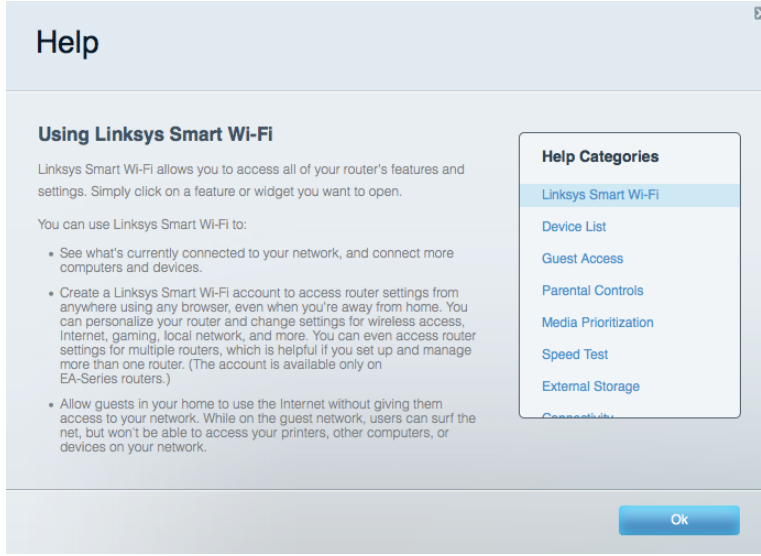 Help
Using Linksys Smart Wi-Fi
Linksys Smart Wi-Fi allows you to access all of your router's features and
settings. Simply click on a feature or widget you want to open.
You can use Linksys Smart Wi-Fi to:
• See what's currently connected to your network, and connect more
computers and devices.
• Create a Linksys Smart Wi-Fi account to access router settings from
anywhere using any browser, even when you're away from home. You
can personalize your router and change settings for wireless access,
Internet, gaming, local network, and more. You can even access router
settings for multiple routers, which is helpful if you set up and manage
more than one router. (The account is available only on
EA-Series routers.)
• Allow guests in your home to use the Internet without giving them
access to your network. While on the guest network, users can surf the
net, but won't be able to access your printers, other computers, or
devices on your network.
Help Categories
Linksys Smart Wi-Fi
Device List
Guest Access
Parental Controls
Media Prioritization
Speed Test
External Storage
Connectivity
Ok